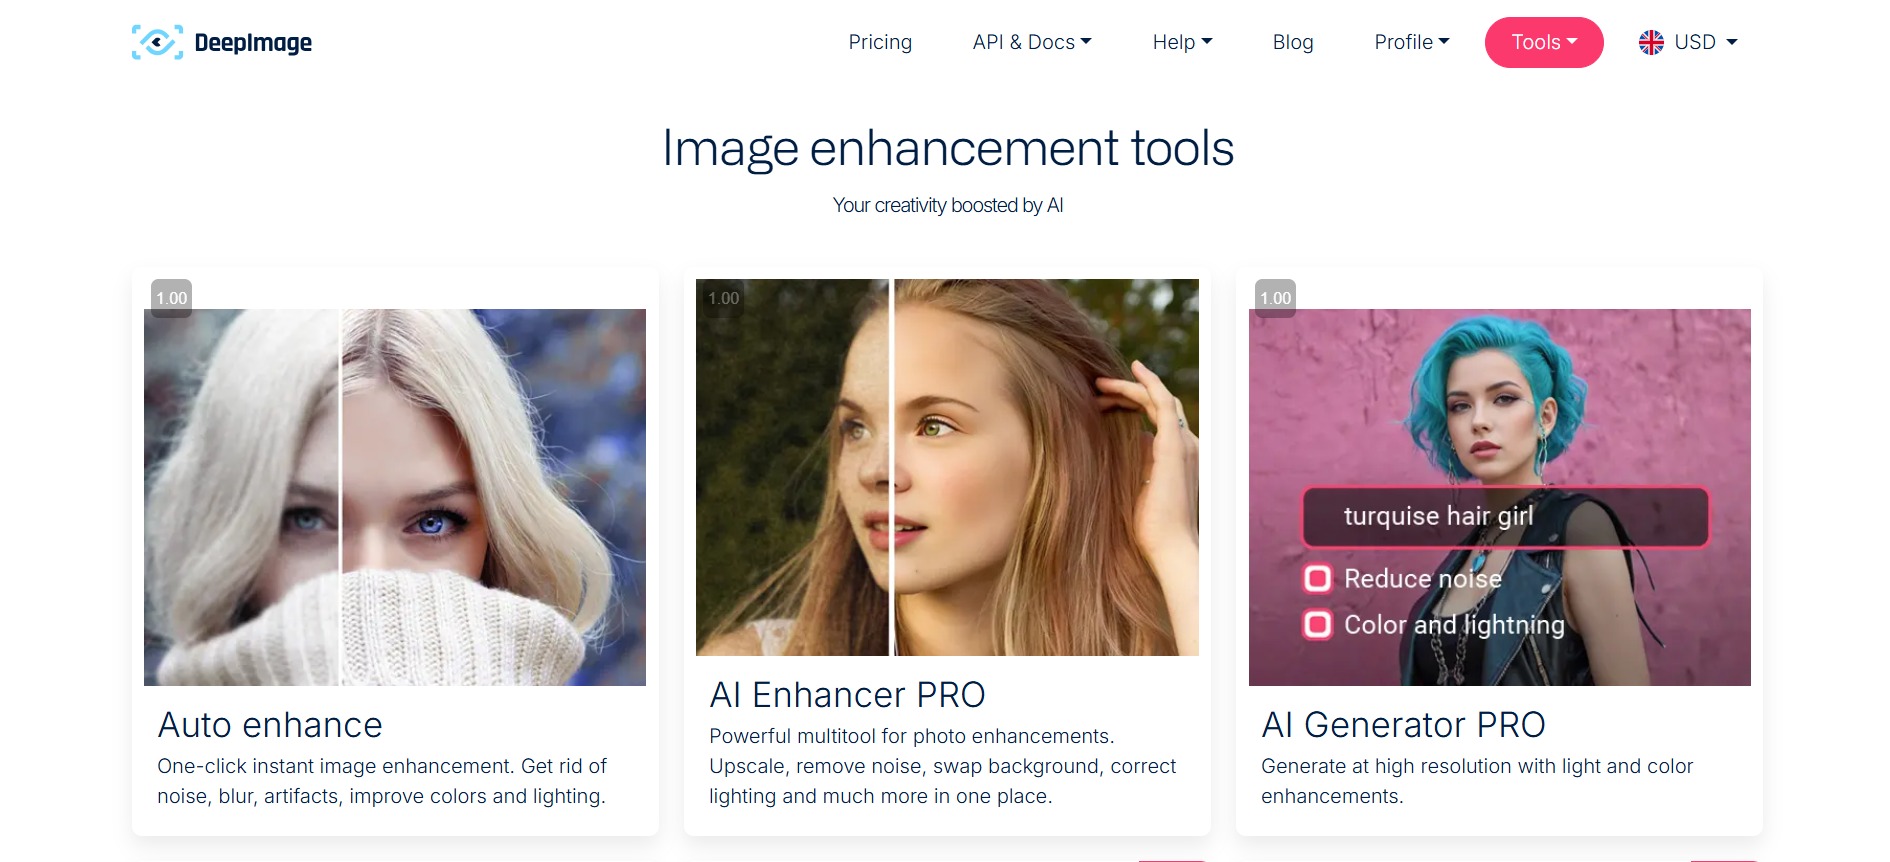 DeepImage
Pricing
API & Docs
Help
Blog
Profile
Tools
USD
Image enhancement tools
Your creativity boosted by AI
1.00
1.00
1.00
turquise hair girl
Reduce noise
Color and lightning
Auto enhance
One-click instant image enhancement. Get rid of
noise, blur, artifacts, improve colors and lighting.
AI Enhancer PRO
Powerful multitool for photo enhancements.
Upscale, remove noise, swap background, correct
lighting and much more in one place.
AI Generator PRO
Generate at high resolution with light and color
enhancements.